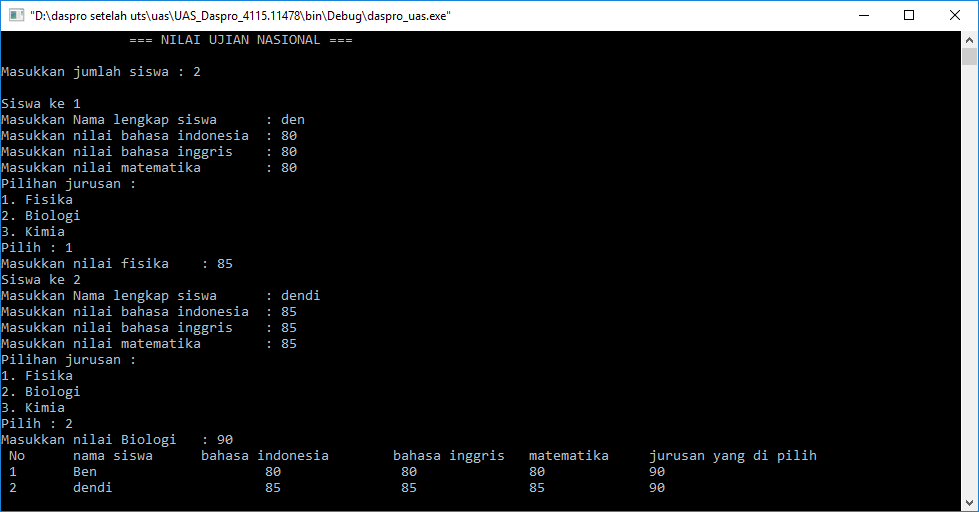 "D:\daspro setelah uts\uas\UAS_Daspro_4115.11478\bin\Debug\daspro_uas.exe"
=== NILAI UJIAN NASIONAL ===
Masukkan jumlah siswa : 2
Siswa ke 1
Masukkan Nama lengkap siswa : den
Masukkan nilai bahasa indonesia : 80
Masukkan nilai bahasa inggris : 80
Masukkan nilai matematika : 80
Pilihan jurusan :
1. Fisika
2. Biologi
3. Kimia
Pilih : 1
Masukkan nilai fisika : 85
Siswa ke 2
Masukkan Nama lengkap siswa : dendi
Masukkan nilai bahasa indonesia : 85
Masukkan nilai bahasa inggris : 85
Masukkan nilai matematika : 85
Pilihan jurusan :
1. Fisika
2. Biologi
3. Kimia
Pilih : 2
Masukkan nilai Biologi : 90
No nama siswa bahasa indonesia bahasa inggris matematika jurusan yang di pilih
1 Ben 80 80 80 90
2 dendi 85 85 85 90